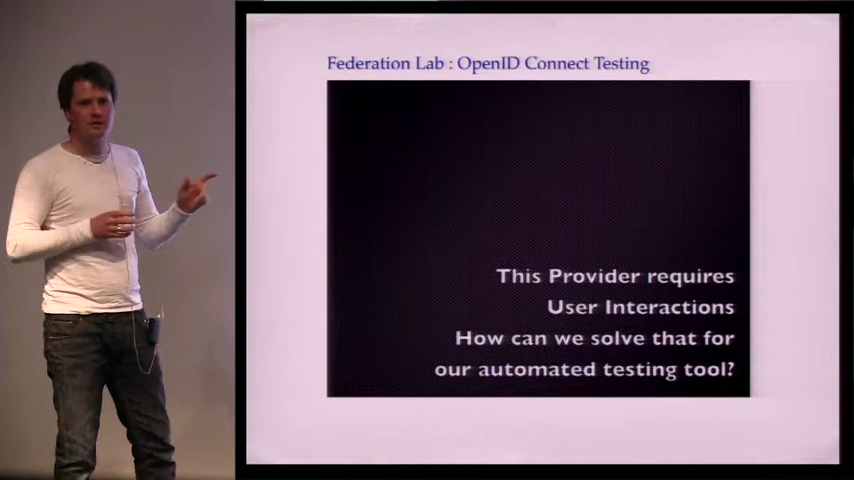 Federation Lab : OpenID Connect Testing
This Provider requires
User Interactions
How can we solve that for
our automated testing tool?